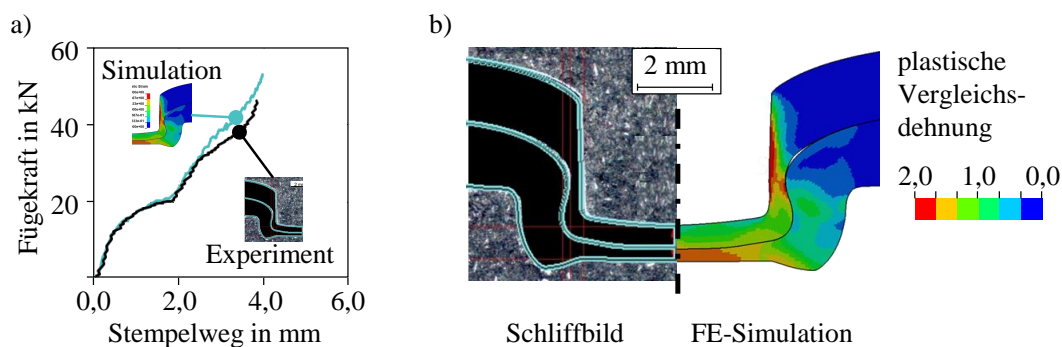 a)
60
40
20
0
Fügekraft in kN
0,0
2,0
4,0
6,0
Stempelweg in mm
Simulation
Experiment
b)
2 mm
Schliffbild
FE-Simulation
plastische
Vergleichs-
dehnung
2,0
1,0
0,0